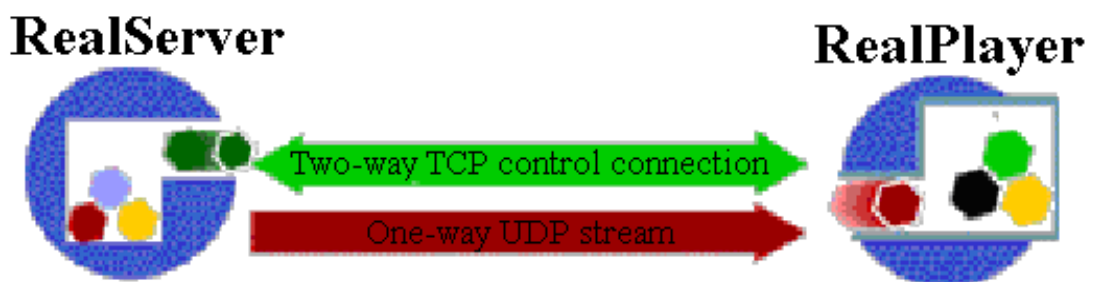 RealServer
RealPlayer
Two-way TCP control connection
One-way UDP stream